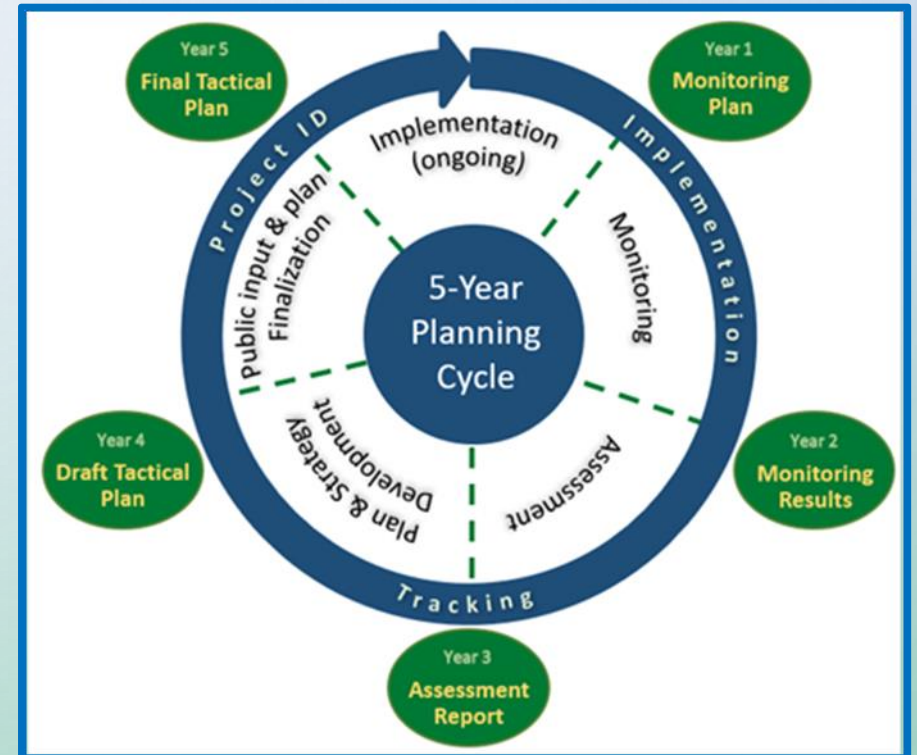 Year 5
Final Tactical
Plan
Year 1
Monitoring
Plan
Project ID
Implementation
(ongoing)
Implementation
Public input & plan
Finalization
Monitoring
5-Year
Planning
Cycle
Year 4
Draft Tactical
Plan
Plan & Strategy
Development
Assessment
Year 2
Monitoring
Results
Tracking
Year 3
Assessment
Report